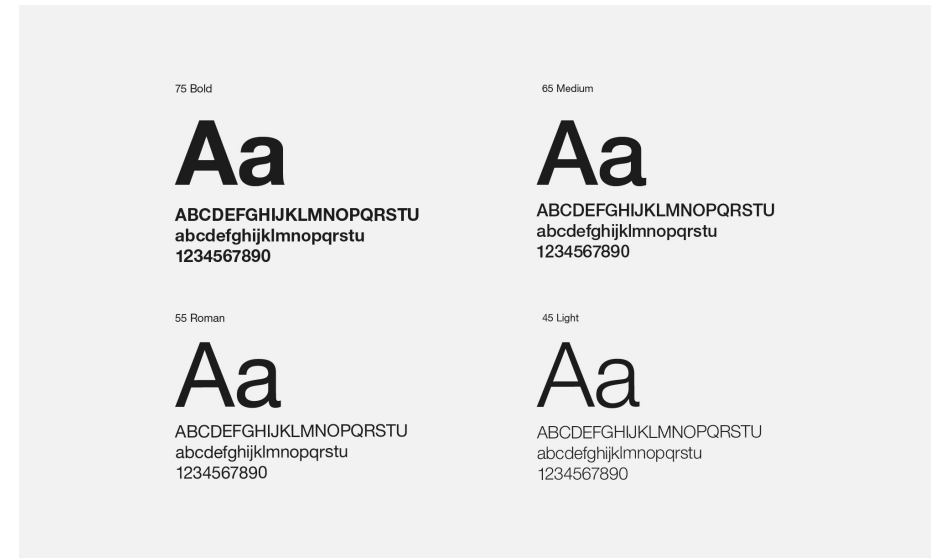 75 Bold
Aa
ABCDEFGHIJKLMNOPQRSTU
abcdefghijklmnopqrstu
1234567890
65 Medium
Aa
ABCDEFGHIJKLMNOPQRSTU
abcdefghijklmnopqrstu
1234567890
55 Roman
Aa
ABCDEFGHIJKLMNOPQRSTU
abcdefghijklmnopqrstu
1234567890
45 Light
Aa
ABCDEFGHIJKLMNOPQRSTU
abcdefghijklmnopqrstu
1234567890